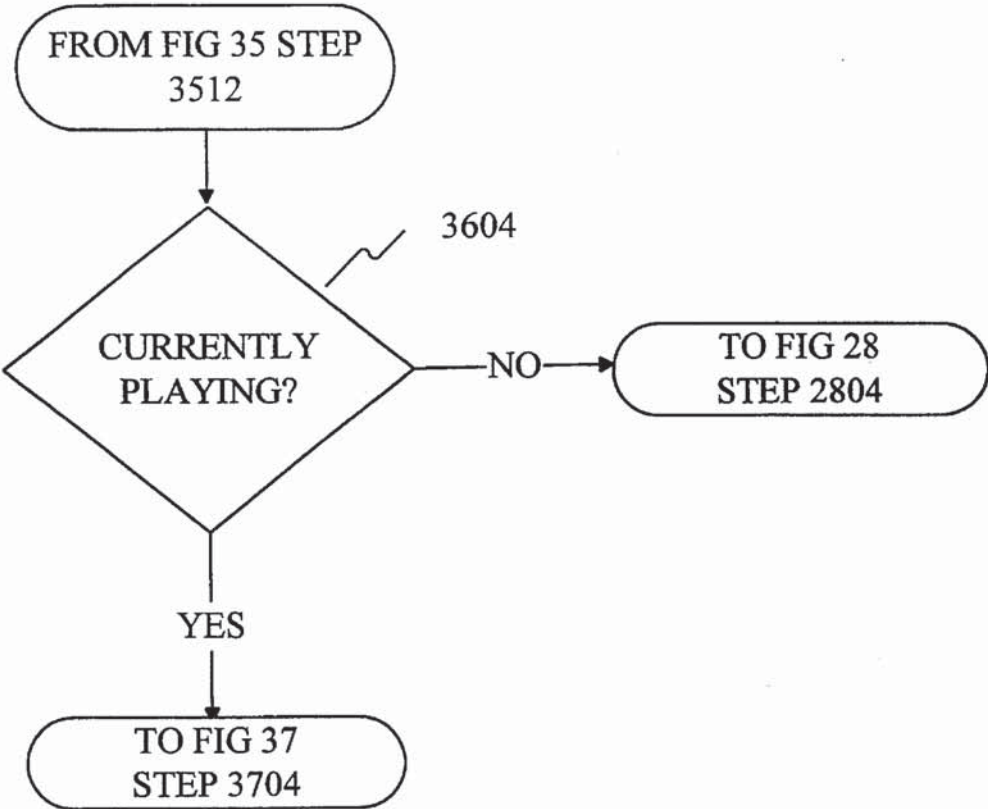 FROM FIG 35 STEP
3512
3604
CURRENTLY
PLAYING?
NO
TO FIG 28
STEP 2804
YES
TO FIG 37
STEP 3704